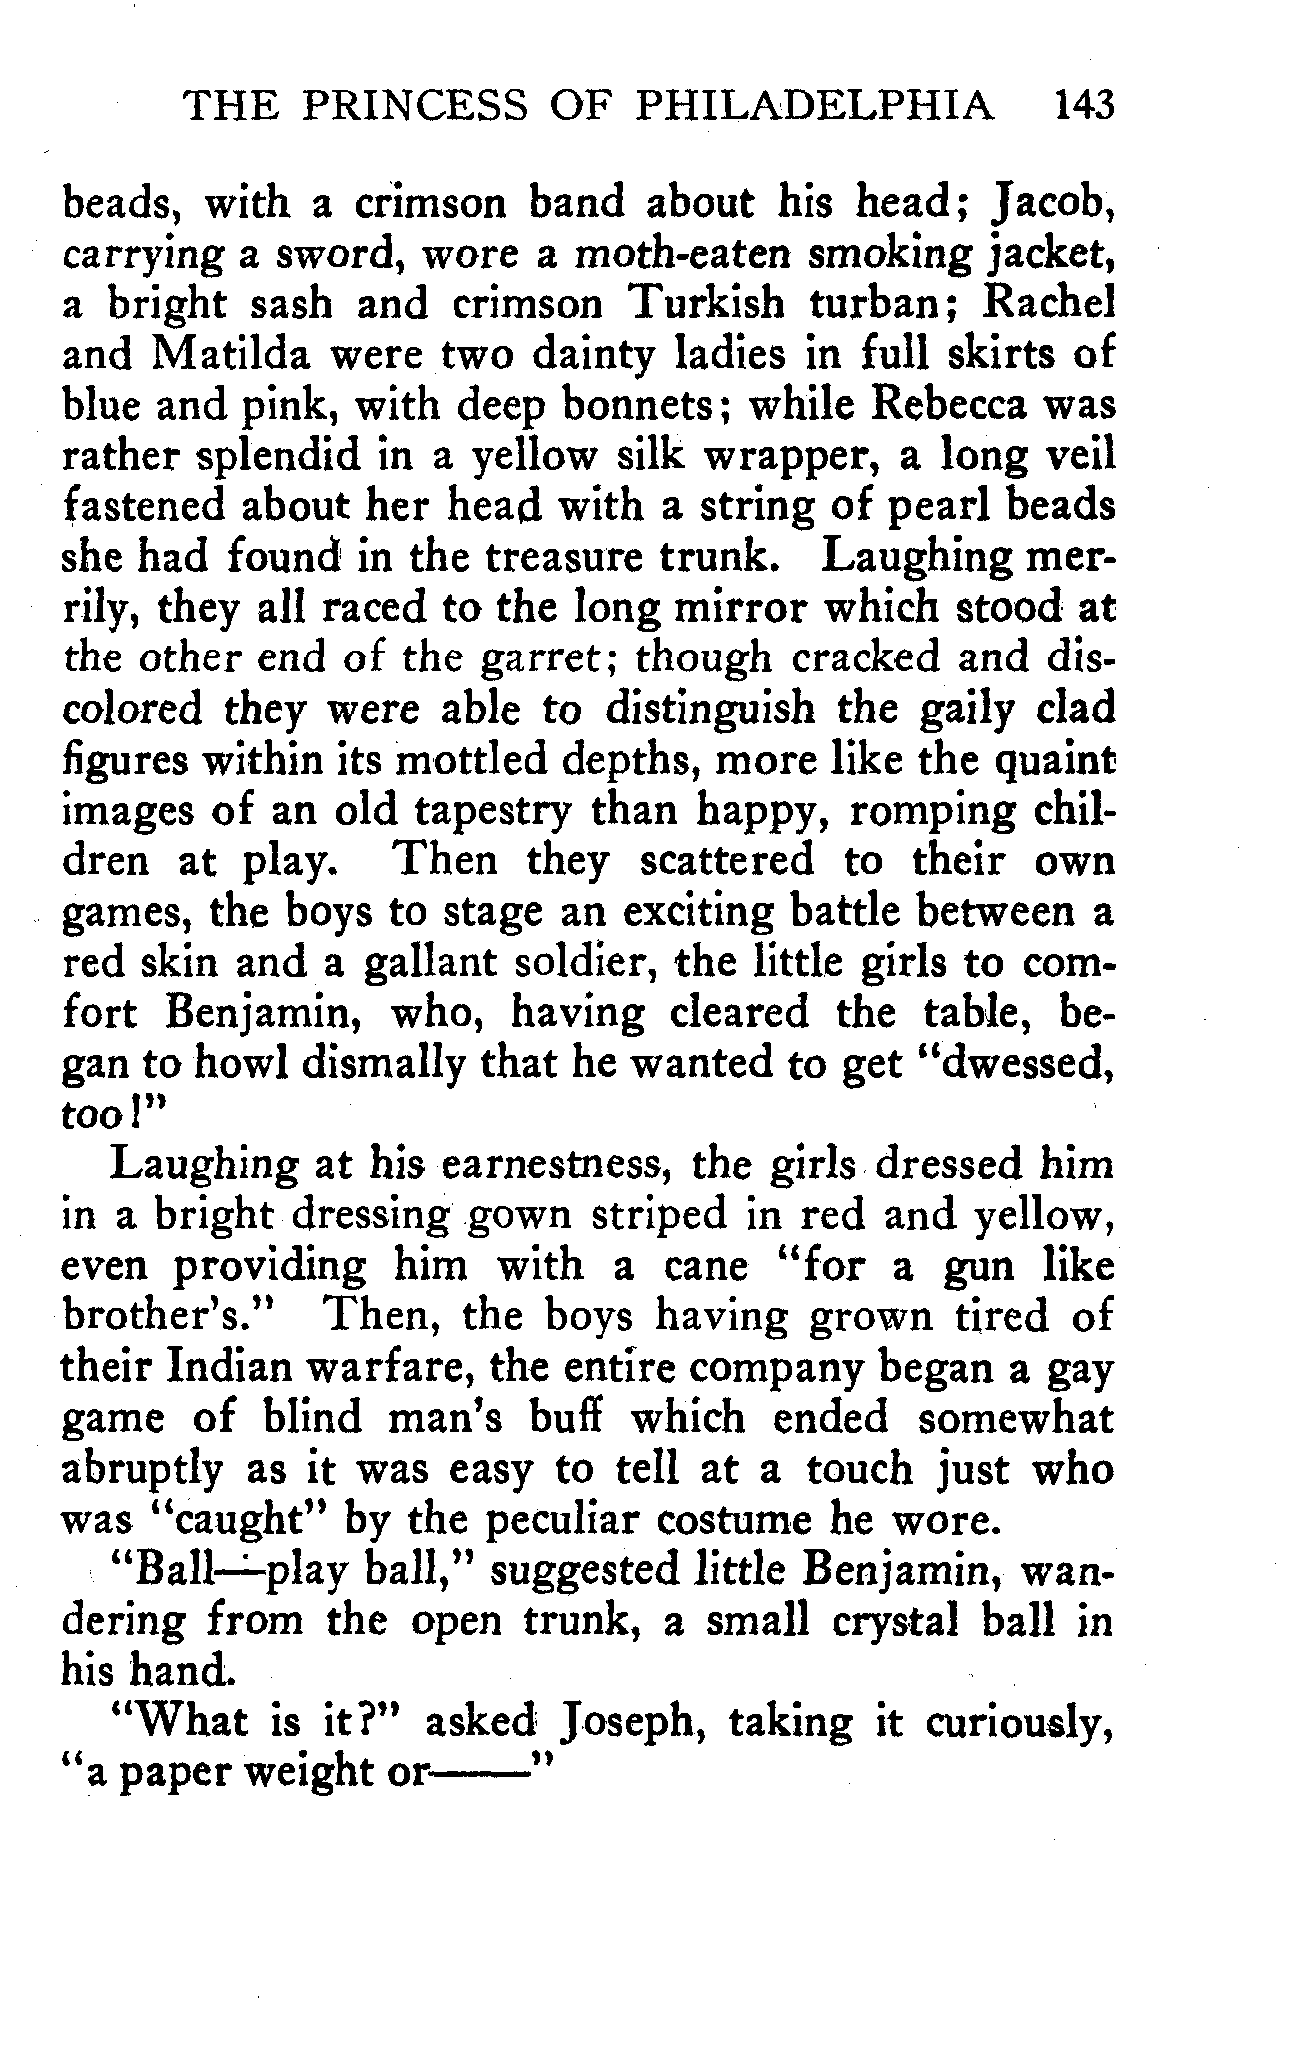 THE PRINCESS OF PHILADELPHIA 143
beads, with a crimson band about his head; Jacob,
carrying a sword, wore a moth-eaten smoking jacket,
a bright sash and crimson Turkish turban; Rachel
and Matilda were two dainty ladies in full skirts of
blue and pink, with deep bonnets; while Rebecca was
rather splendid in a yellow silk wrapper, a long veil
fastened about her head with a string of pearl beads
she had found in the treasure trunk. Laughing mer-
rily, they all raced to the long mirror which stood at
the other end of the garret; though cracked and dis-
colored they were able to distinguish the gaily clad
figures within its mottled depths, more like the quaint
images of an old tapestry than happy, romping chil-
dren at play. Then they scattered to their own
games, the boys to stage an exciting battle between a
red skin and a gallant soldier, the little girls to com-
fort Benjamin, who, having cleared the table, be-
gan to howl dismally that he wanted to get "dwessed,
too!"
Laughing at his earnestness, the girls dressed him
in a bright dressing gown striped in red and yellow,
even providing him with a cane "for a gun like
brother's." Then, the boys having grown tired of
their Indian warfare, the entire company began a gay
game of blind man's buff which ended somewhat
abruptly as it was easy to tell at a touch just who
was "caught" by the peculiar costume he wore.
"Ball—play ball," suggested little Benjamin, wan-
dering from the open trunk, a small crystal ball in
his hand.
"What is it?" asked Joseph, taking it curiously,
"a paper weight or——"